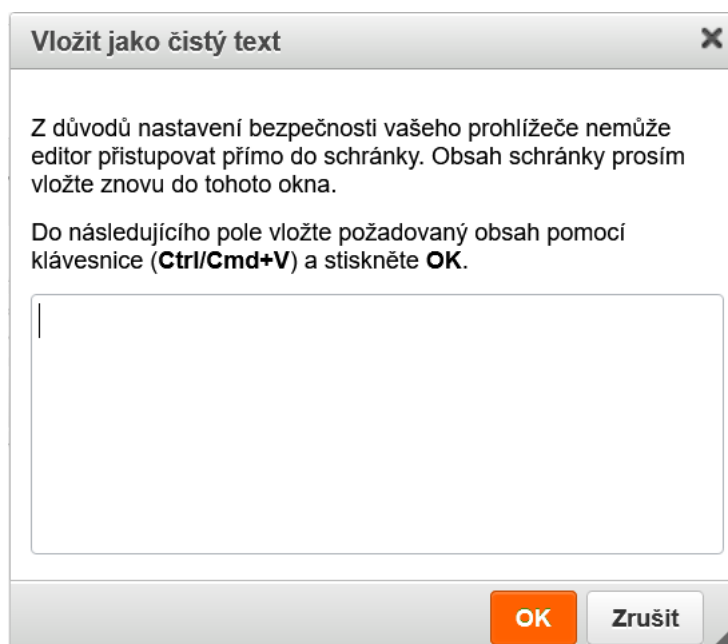 Vložit jako čistý text
Z důvodů nastavení bezpečnosti vašeho prohlížeče nemůže
editor přistupovat přímo do schránky. Obsah schránky prosím
vložte znovu do tohoto okna.
Do následujícího pole vložte požadovaný obsah pomocí
klávesnice (Ctrl/Cmd+V) a stiskněte OK.
OK
Zrušit